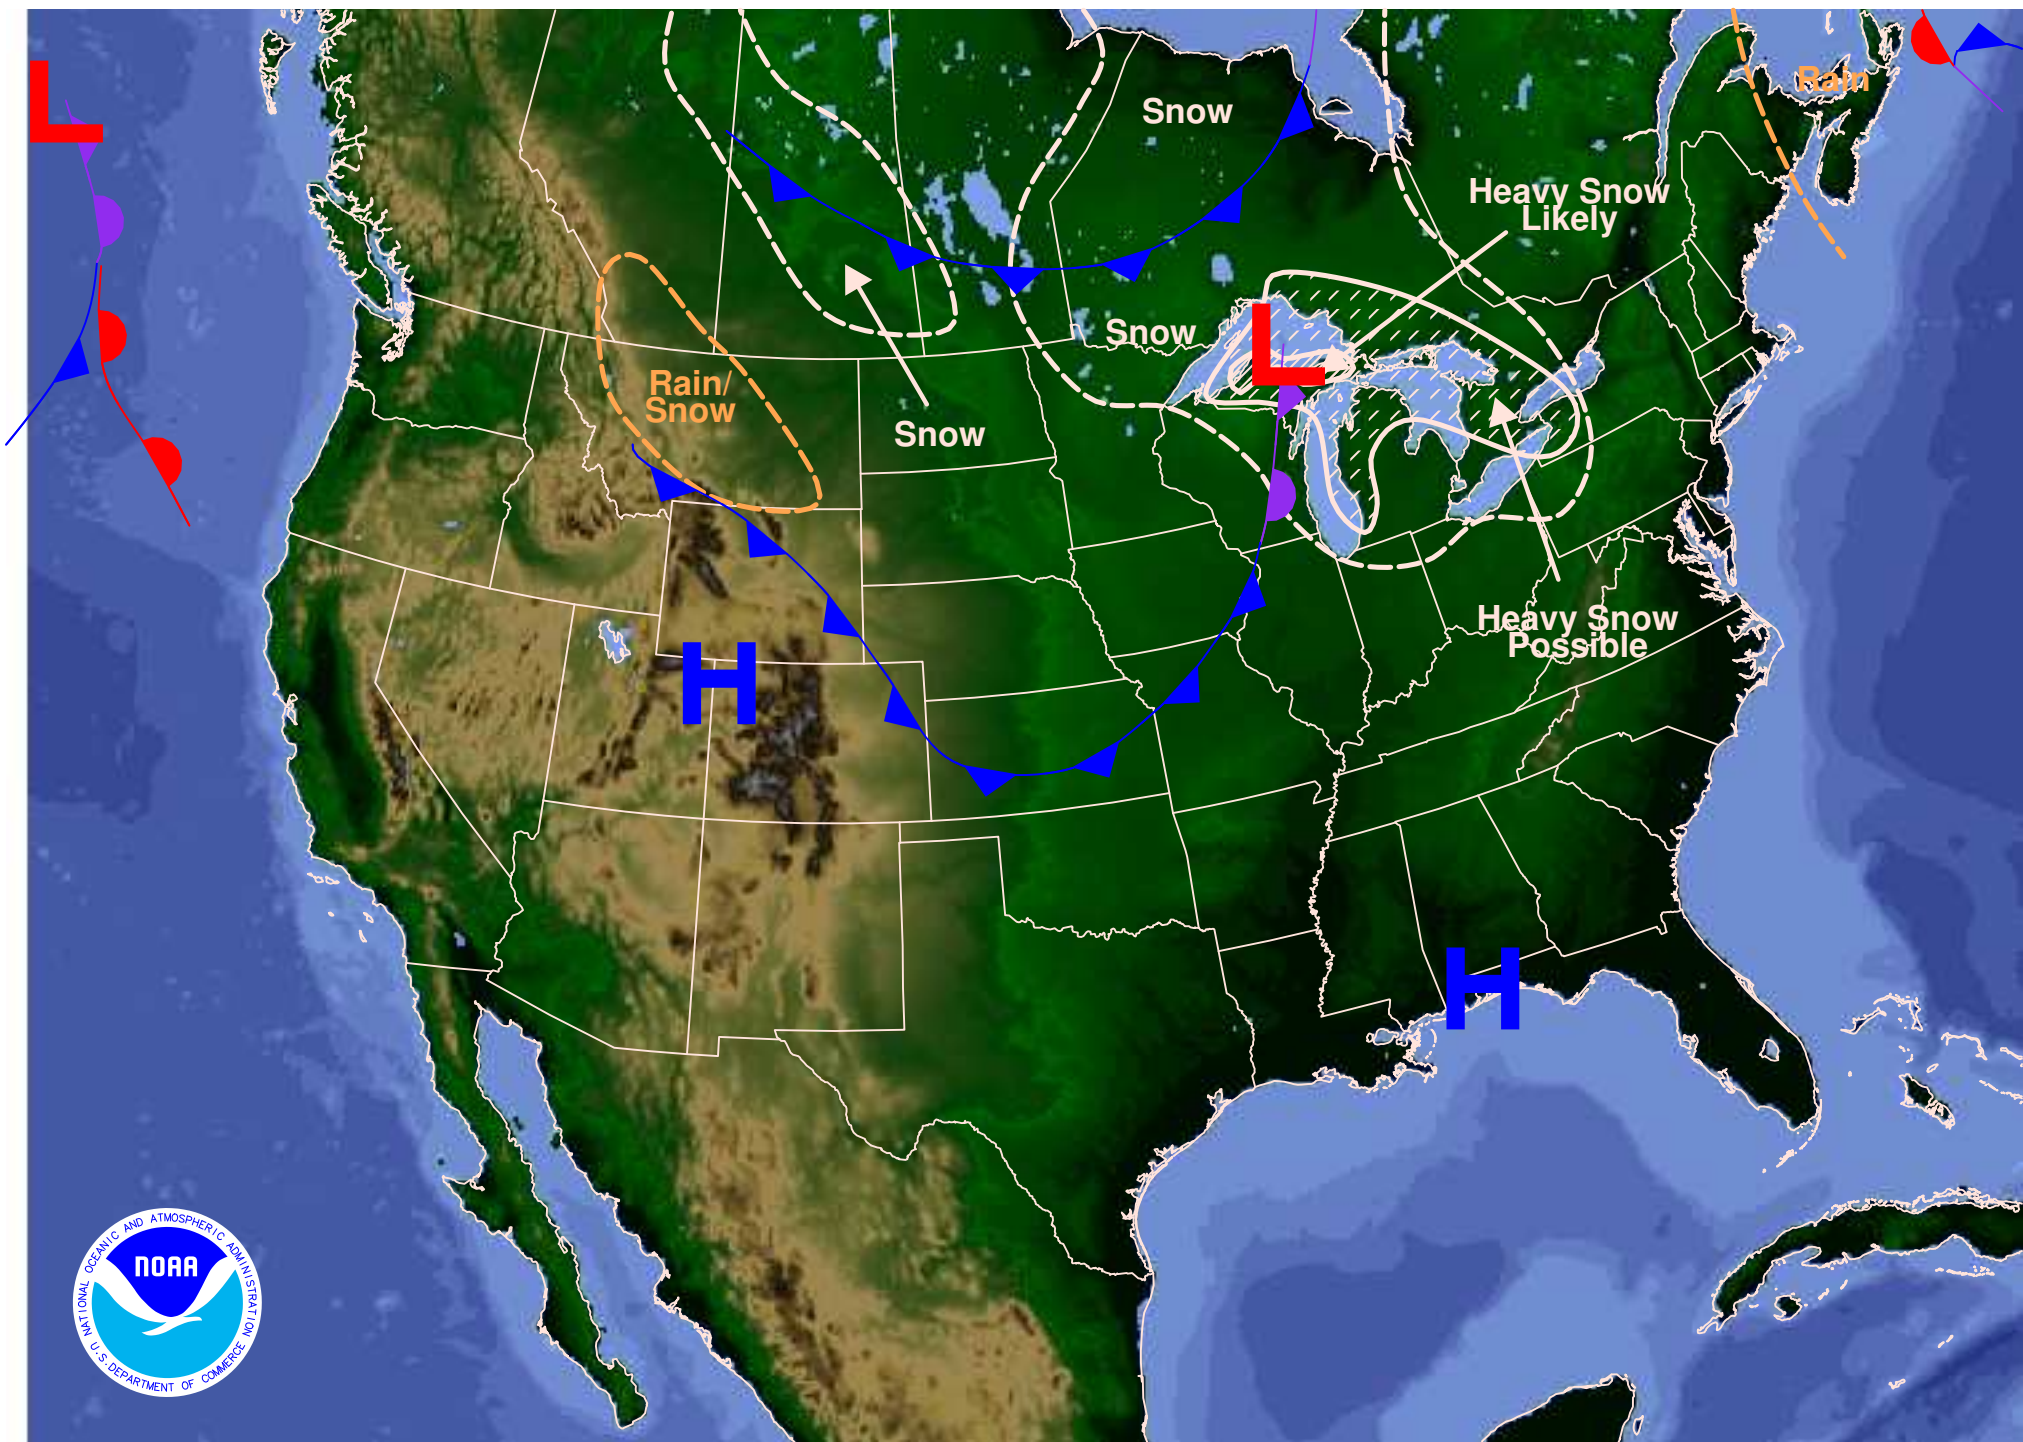 L
Rain
Snow
Heavy Snow
Likely
L
Snow
Rain/
Snow
Snow
Heavy Snow
Possible
H
H
NATIONAL OCEANIC AND ATMOSPHERIC ADMINISTRATION
NOAA
U.S. DEPARTMENT OF COMMERCE